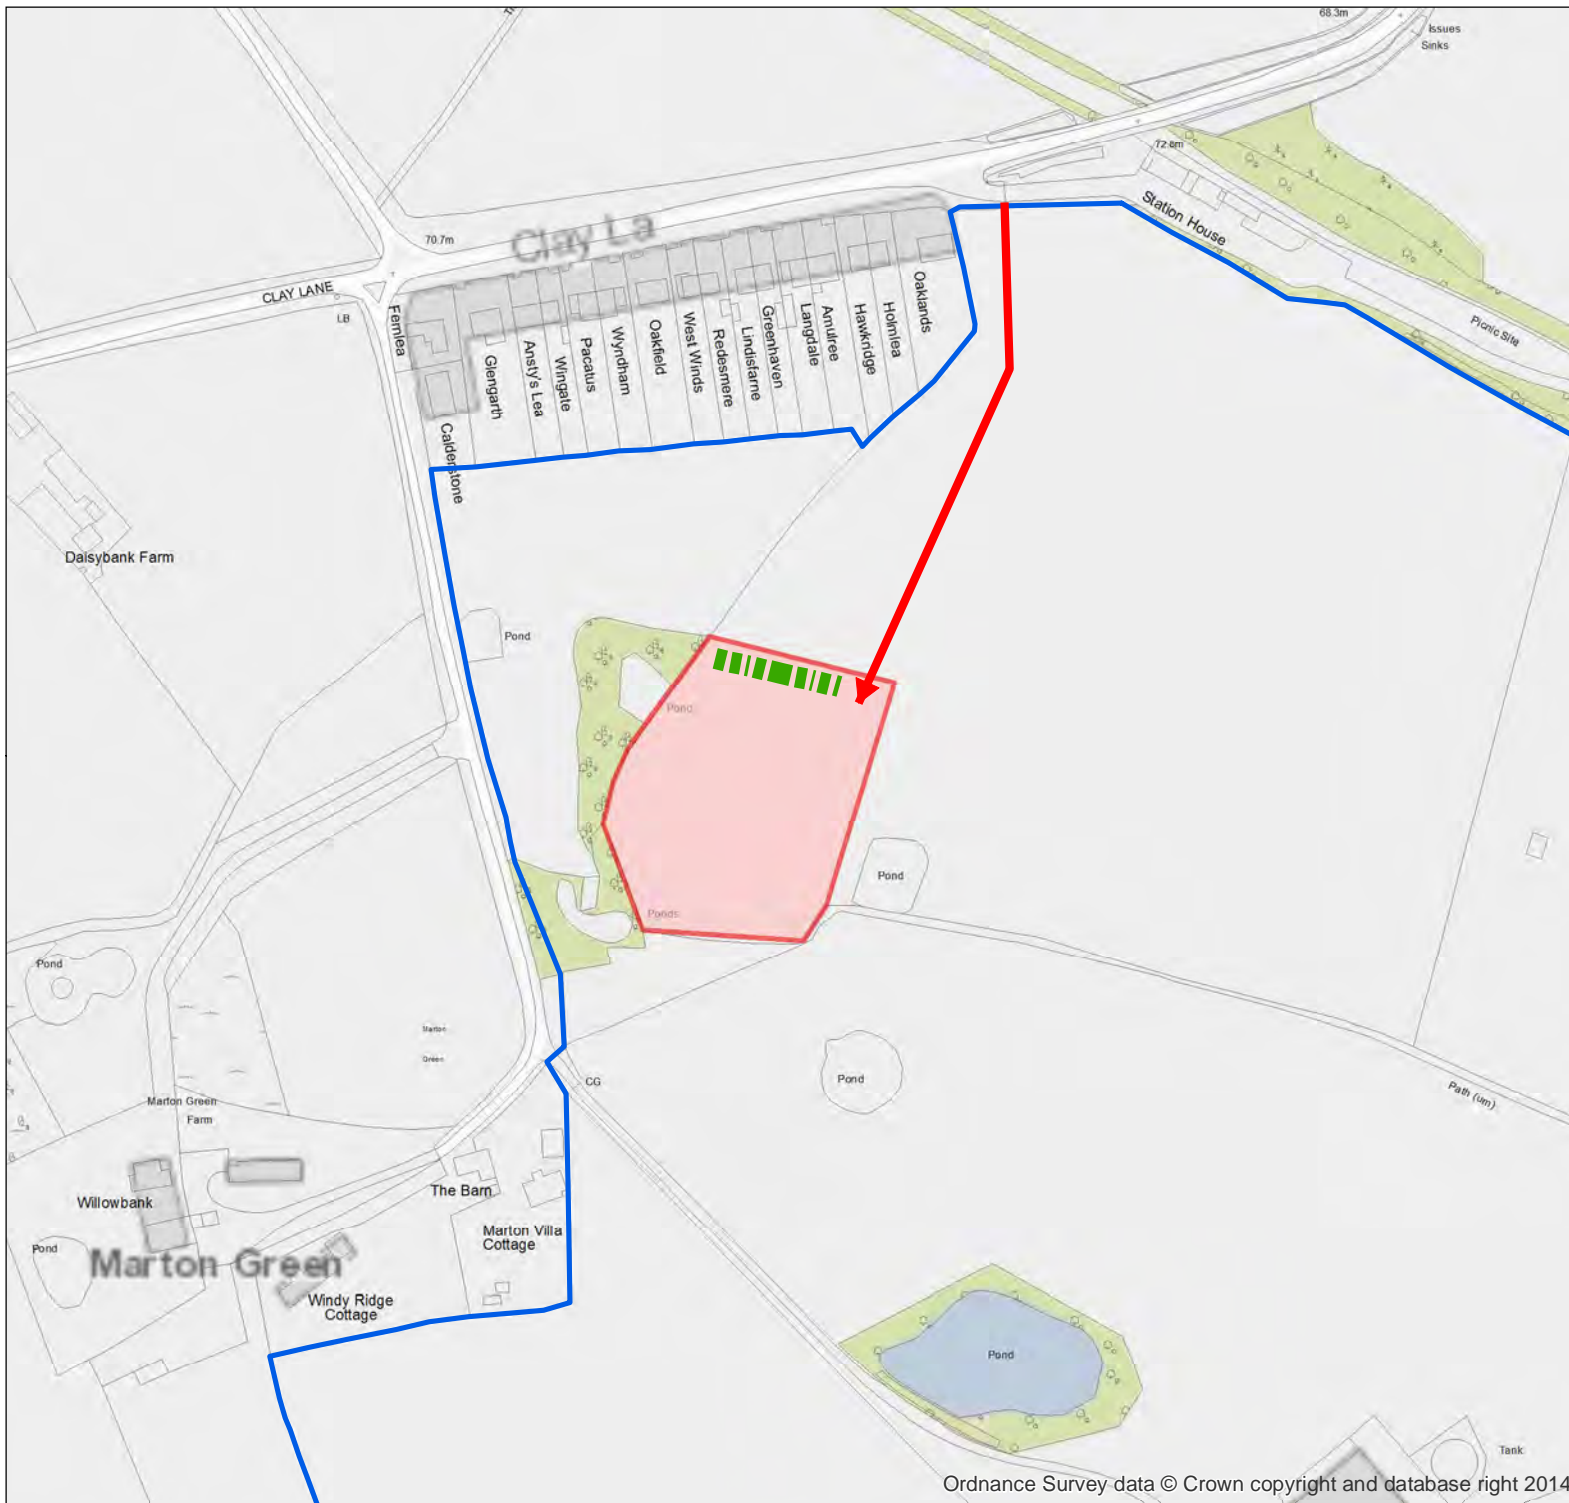 68.3m
Issues
Sinks
72.8m
Station House
Clay La
70.7m
CLAY LANE
LB
Picnic Site
Fernlea
Calderstone
Glengarth
Ansty's Lea
Wingate
Pacatus
Wyndham
Oakfield
West Winds
Redesmere
Lindisfarne
Greenhaven
Langdale
Amulree
Hawkridge
Holmlea
Oaklands
Daisybank Farm
Pond
Pond
Pond
Ponds
Pond
Marton
Green
CG
Pond
Path (um)
Marton Green
Farm
Willowbank
The Barn
Marton Villa
Cottage
Pond
Marton Green
Windy Ridge
Cottage
Pond
Tank
Ordnance Survey data © Crown copyright and database right 2014